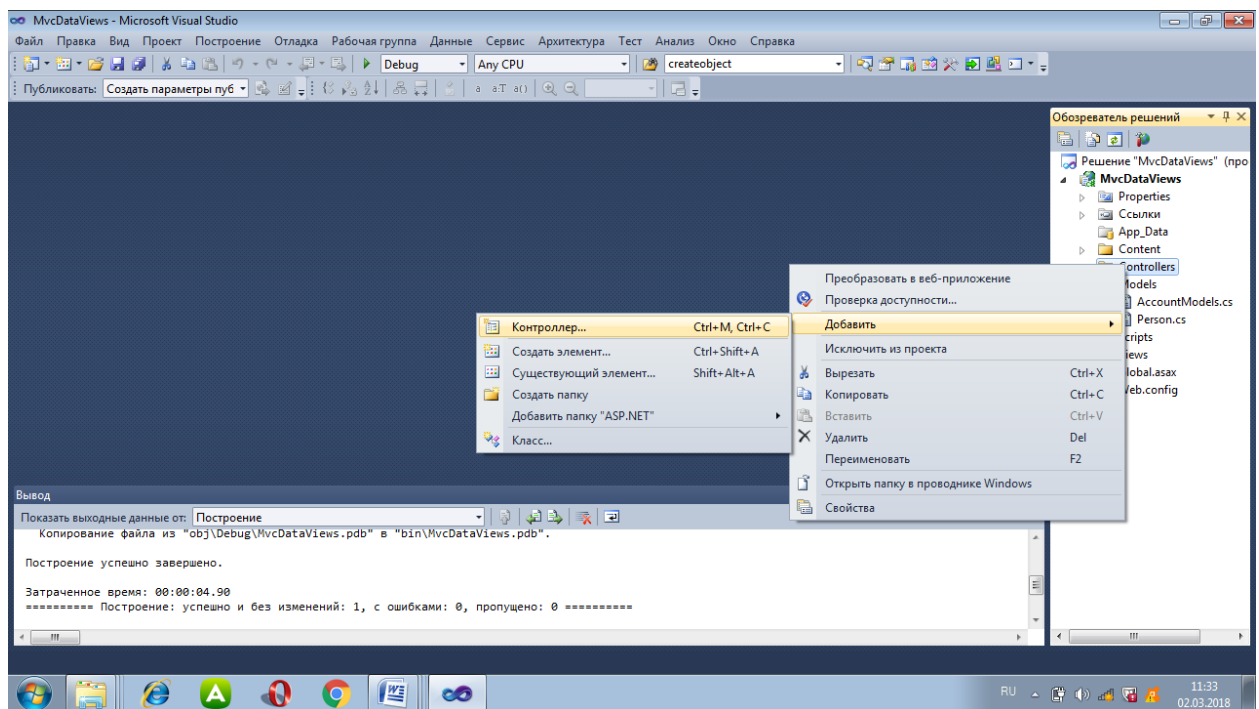 MvcDataViews - Microsoft Visual Studio
Файл Правка Вид Проект Построение Отладка Рабочая группа Данные Сервис Архитектура Тест Анализ Окно Справка
Debug Any CPU createobject
Публиковать: Создать параметры пуб a a:T a()
Обозреватель решений
Решение "MvcDataViews" (про
MvcDataViews
Properties
Ссылки
App_Data
Content
ontrollers
odels
AccountModels.cs
Person.cs
cripts
iews
lobal.asax
eb.config
Преобразовать в веб-приложение
Проверка доступности...
Добавить
Исключить из проекта
Вырезать Ctrl+X
Копировать Ctrl+C
Вставить Ctrl+V
Удалить Del
Переименовать F2
Открыть папку в проводнике Windows
Свойства
Контроллер... Ctrl+M, Ctrl+C
Создать элемент... Ctrl+Shift+A
Существующий элемент... Shift+Alt+A
Создать папку
Добавить папку "ASP.NET"
Класс...
Вывод
Показать выходные данные от: Построение
Копирование файла из "obj\Debug\MvcDataViews.pdb" в "bin\MvcDataViews.pdb".
Построение успешно завершено.
Затраченное время: 00:00:04.90
========== Построение: успешно и без изменений: 1, с ошибками: 0, пропущено: 0 ==========
RU 11:33
02.03.2018